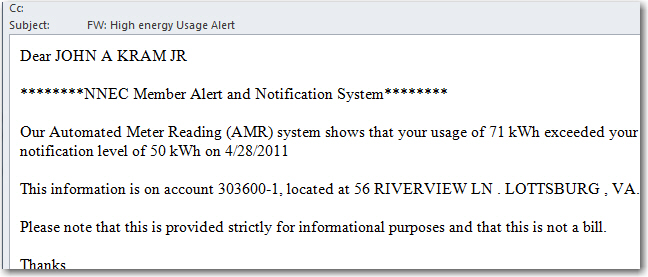 Cc:
Subject: FW: High energy Usage Alert
Dear JOHN A KRAM JR
********NNEC Member Alert and Notification System********
Our Automated Meter Reading (AMR) system shows that your usage of 71 kWh exceeded your
notification level of 50 kWh on 4/28/2011
This information is on account 303600-1, located at 56 RIVERVIEW LN . LOTTSBURG , VA.
Please note that this is provided strictly for informational purposes and that this is not a bill.
Thanks